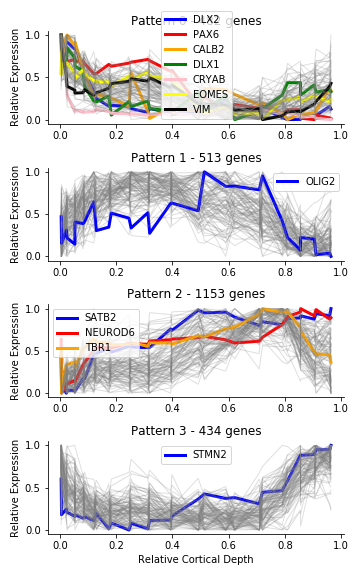 Pattern genes
DLX2
PAX6
CALB2
DLX1
CRYAB
EOMES
VIM
Relative Expression
1.0
0.5
0.0
0.0 0.2 0.4 0.6 0.8 1.0
Pattern 1 - 513 genes
OLIG2
Relative Expression
1.0
0.5
0.0
0.0 0.2 0.4 0.6 0.8 1.0
Pattern 2 - 1153 genes
SATB2
NEUROD6
TBR1
Relative Expression
1.0
0.5
0.0
0.0 0.2 0.4 0.6 0.8 1.0
Pattern 3 - 434 genes
STMN2
Relative Expression
1.0
0.5
0.0
0.0 0.2 0.4 0.6 0.8 1.0
Relative Cortical Depth